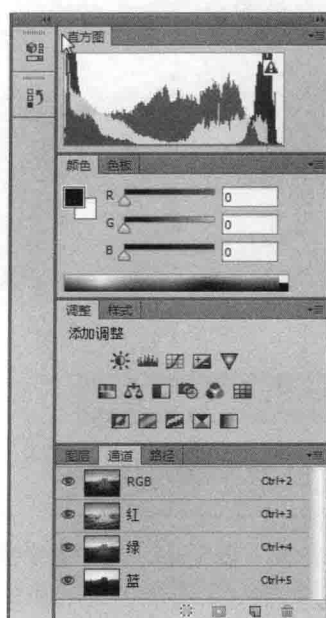 直方图
颜色 色板
R 0
G 0
B 0
调整 样式
添加调整
图层 通道 路径
RGB Ctrl+2
红 Ctrl+3
绿 Ctrl+4
蓝 Ctrl+5